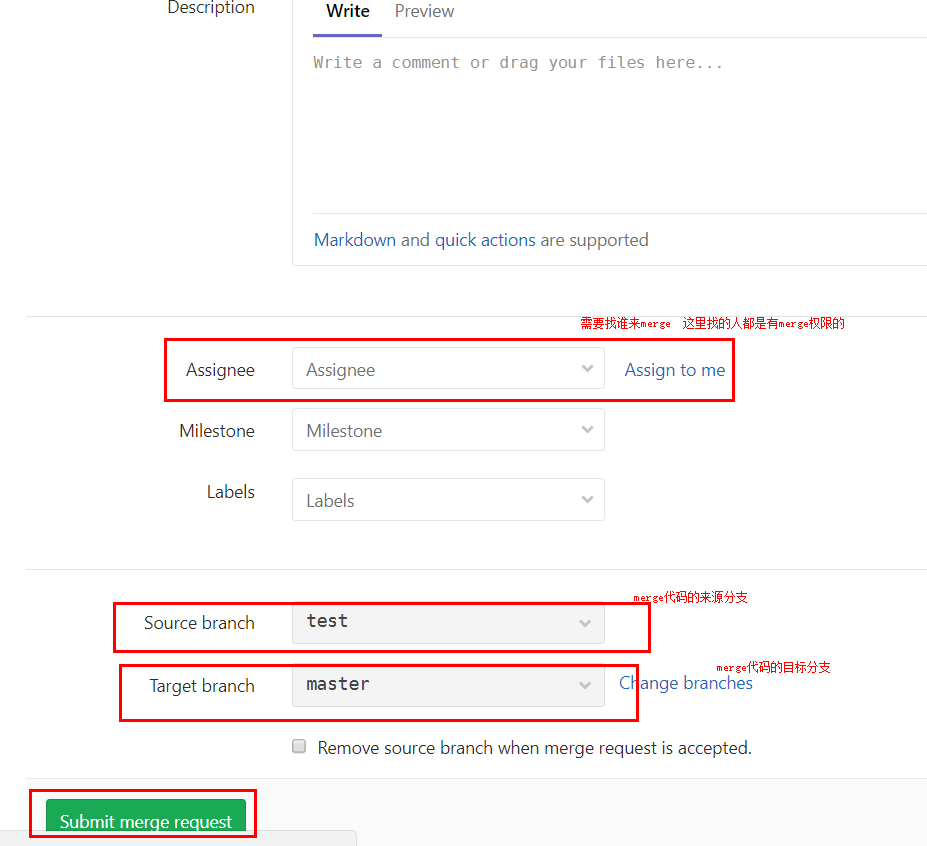 Description
Write Preview
Write a comment or drag your files here...
Markdown and quick actions are supported
需要找谁来merge 这里找的人都是有merge权限的
Assignee Assignee Assign to me
Milestone Milestone
Labels Labels
merge代码的来源分支
Source branch test
merge代码的目标分支
Target branch master Change branches
Remove source branch when merge request is accepted.
Submit merge request